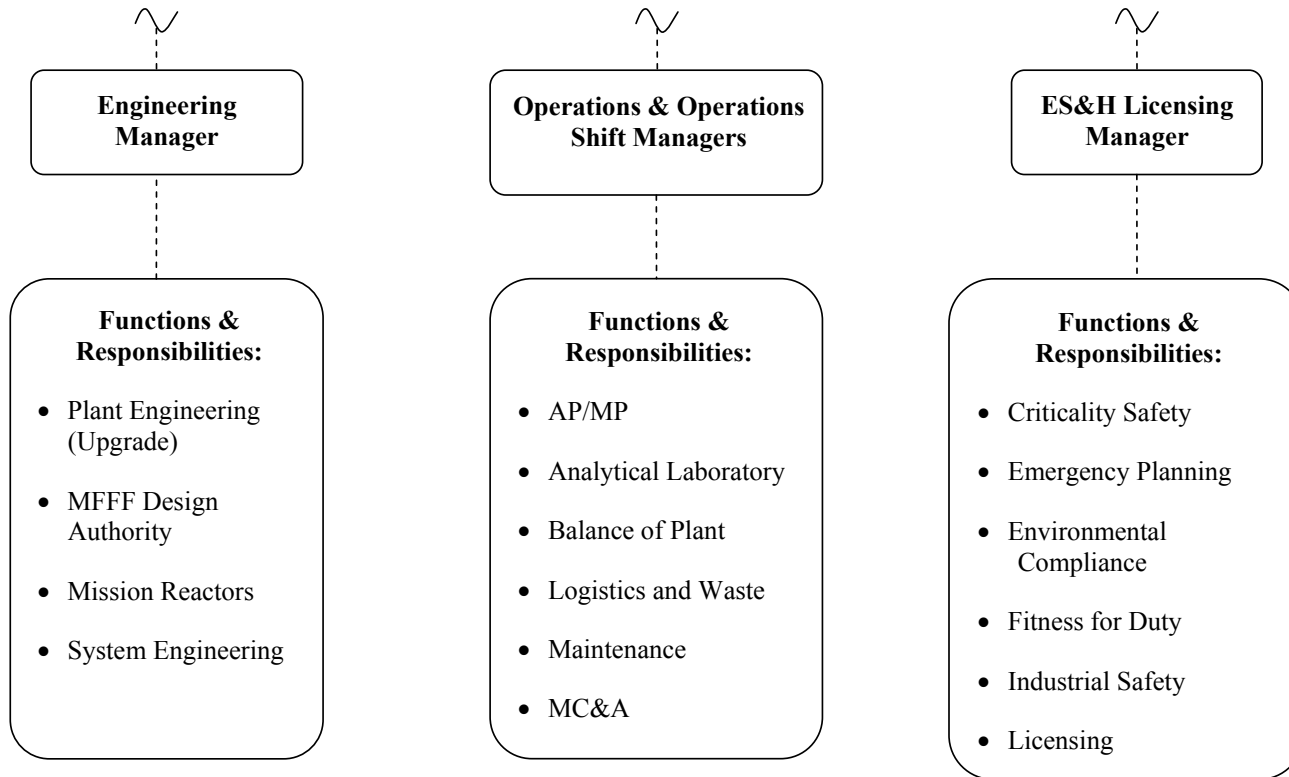 Engineering
Manager
Functions &
Responsibilities:
• Plant Engineering
(Upgrade)
• MFFF Design
Authority
• Mission Reactors
• System Engineering
Operations & Operations
Shift Managers
Functions &
Responsibilities:
• AP/MP
• Analytical Laboratory
• Balance of Plant
• Logistics and Waste
• Maintenance
• MC&A
ES&H Licensing
Manager
Functions &
Responsibilities:
• Criticality Safety
• Emergency Planning
• Environmental
Compliance
• Fitness for Duty
• Industrial Safety
• Licensing